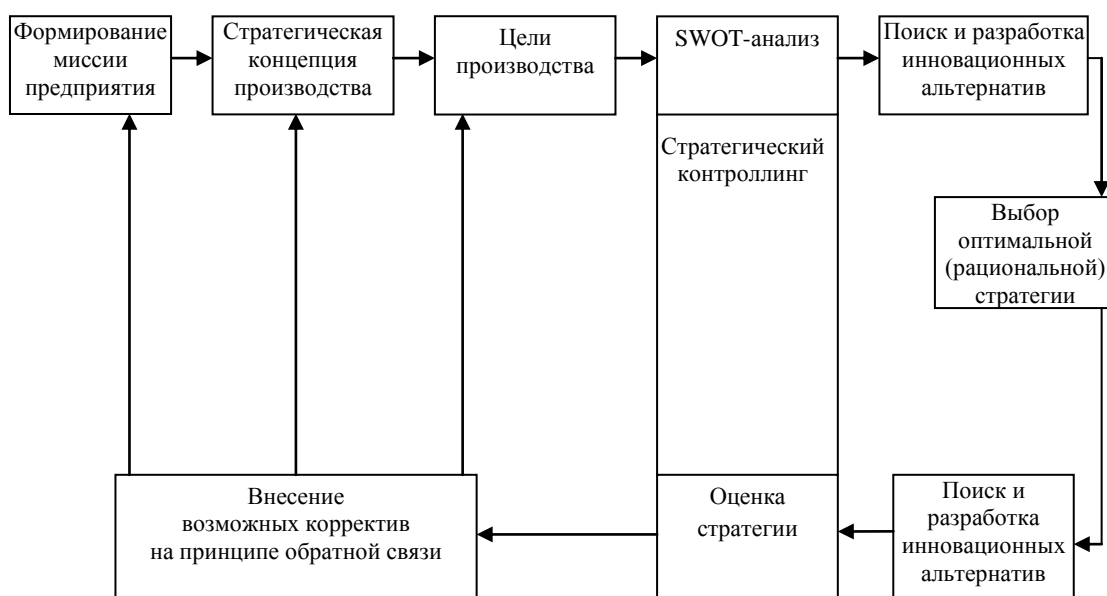 Формирование
миссии
предприятия
Стратегическая
концепция
производства
Цели
производства
SWOT-анализ
Поиск и разработка
инновационных
альтернатив
Стратегический
контроллинг
Выбор
оптимальной
(рациональной)
стратегии
Внесение
возможных корректив
на принципе обратной связи
Оценка
стратегии
Поиск и
разработка
инновационных
альтернатив